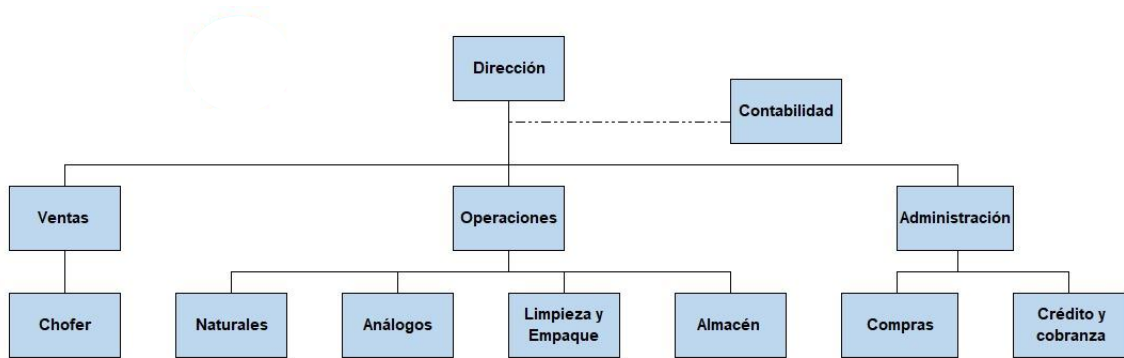 Dirección
Contabilidad
Ventas
Operaciones
Administración
Chofer
Naturales
Análogos
Limpieza y
Empaque
Almacén
Compras
Crédito y
cobranza